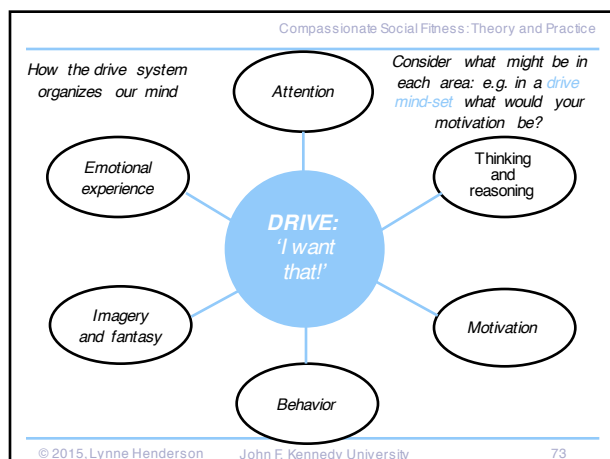 Compassionate Social Fitness: Theory and Practice
How the drive system
organizes our mind
Consider what might be in
each area: e.g. in a drive
mind-set what would your
motivation be?
Attention
Emotional
experience
Thinking
and
reasoning
DRIVE:
'I want
that!'
Imagery
and fantasy
Motivation
Behavior
© 2015, Lynne Henderson John F. Kennedy University 73